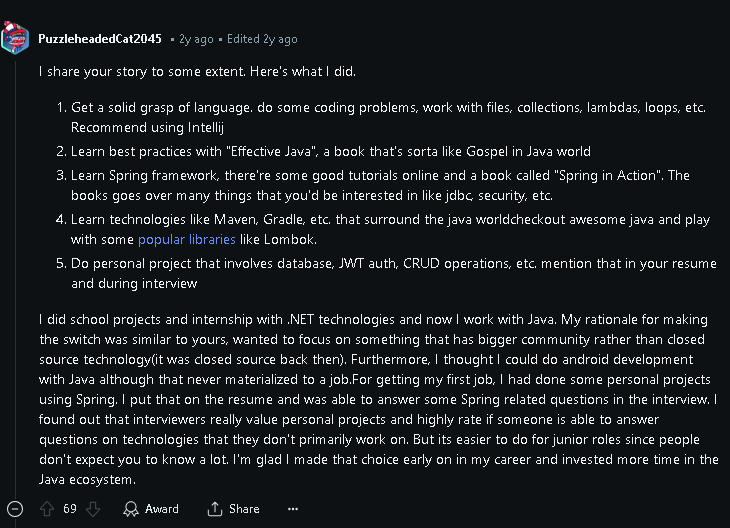 PuzzleheadedCat2045 • 2y ago • Edited 2y ago
I share your story to some extent. Here's what I did.
1. Get a solid grasp of language. do some coding problems, work with files, collections, lambdas, loops, etc.
Recommend using Intellij
2. Learn best practices with "Effective Java", a book that's sorta like Gospel in Java world
3. Learn Spring framework, there're some good tutorials online and a book called "Spring in Action". The
books goes over many things that you'd be interested in like jdbc, security, etc.
4. Learn technologies like Maven, Gradle, etc. that surround the java worldcheckout awesome java and play
with some popular libraries like Lombok.
5. Do personal project that involves database, JWT auth, CRUD operations, etc. mention that in your resume
and during interview
I did school projects and internship with .NET technologies and now I work with Java. My rationale for making
the switch was similar to yours, wanted to focus on something that has bigger community rather than closed
source technology(it was closed source back then). Furthermore, I thought I could do android development
with Java although that never materialized to a job.For getting my first job, I had done some personal projects
using Spring. I put that on the resume and was able to answer some Spring related questions in the interview. I
found out that interviewers really value personal projects and highly rate if someone is able to answer
questions on technologies that they don't primarily work on. But its easier to do for junior roles since people
don't expect you to know a lot. I'm glad I made that choice early on in my career and invested more time in the
Java ecosystem.
69 Award Share